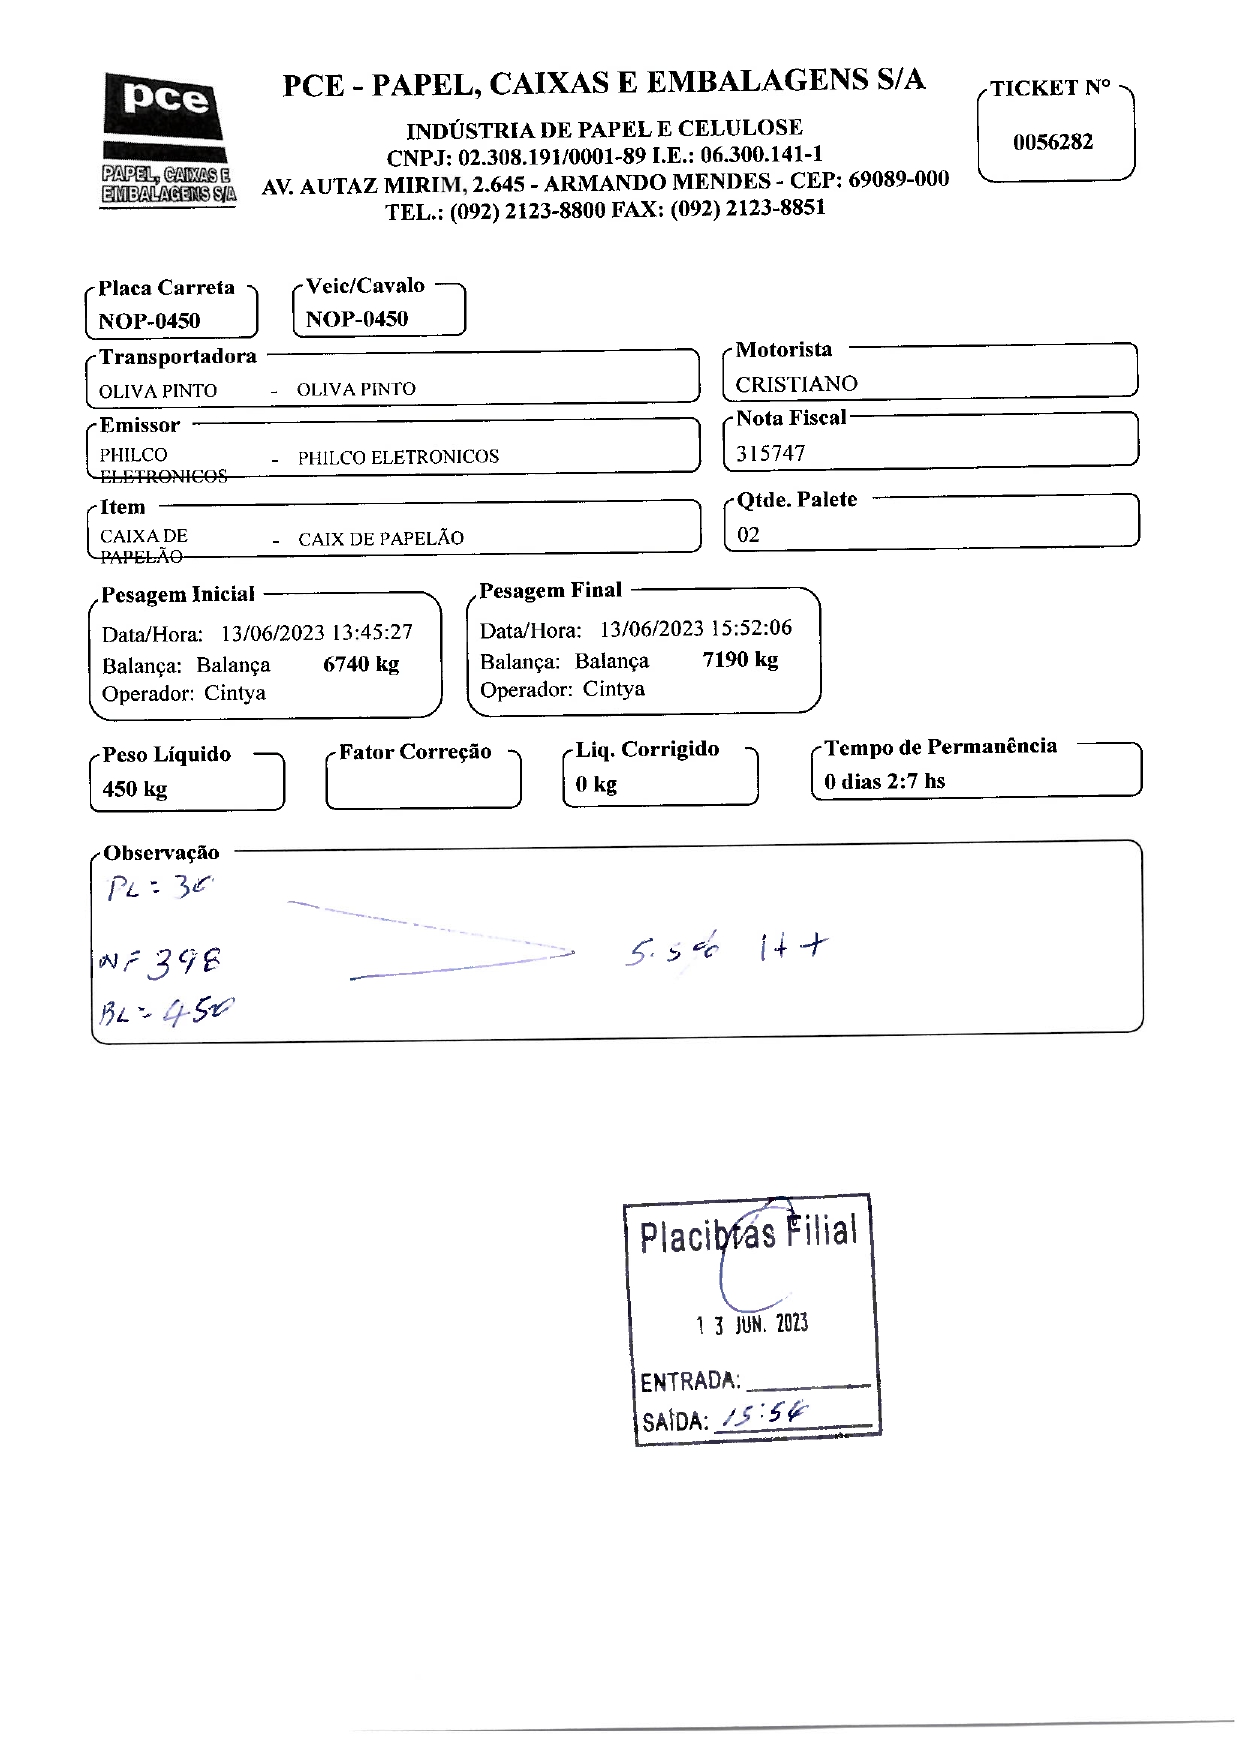 pce
PAPEL, CAIXAS E
EMBALAGENS S/A
PCE - PAPEL, CAIXAS E EMBALAGENS S/A
INDÚSTRIA DE PAPEL E CELULOSE
CNPJ: 02.308.191/0001-89 I.E.: 06.300.141-1
AV. AUTAZ MIRIM, 2.645 - ARMANDO MENDES - CEP: 69089-000
TEL.: (092) 2123-8800 FAX: (092) 2123-8851
TICKET Nº
0056282
Placa Carreta
NOP-0450
Veic/Cavalo
NOP-0450
Transportadora
OLIVA PINTO - OLIVA PINTO
Motorista
CRISTIANO
Emissor
PHILCO ELETRONICOS - PHILCO ELETRONICOS
Nota Fiscal
315747
Item
CAIXA DE PAPELÃO - CAIX DE PAPELÃO
Qtde. Palete
02
Pesagem Inicial
Data/Hora: 13/06/2023 13:45:27
Balança: Balança 6740 kg
Operador: Cintya
Pesagem Final
Data/Hora: 13/06/2023 15:52:06
Balança: Balança 7190 kg
Operador: Cintya
Peso Líquido
450 kg
Fator Correção
Liq. Corrigido
0 kg
Tempo de Permanência
0 dias 2:7 hs
Observação
PL = 30
NF 398
BL = 450
Placibrás Filial
13 JUN. 2023
ENTRADA:
SAÍDA: 15:54